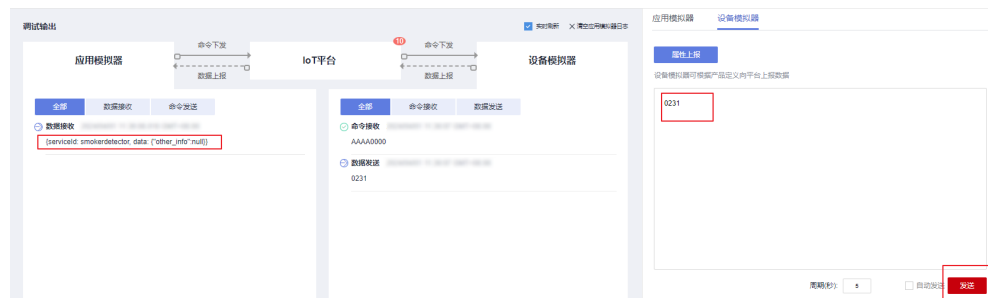 应用模拟器 设备模拟器
调试输出
实时刷新 清空应用模拟器日志
应用模拟器
命令下发
数据上报
IoT平台
10
命令下发
数据上报
设备模拟器
属性上报
设备模拟器可根据产品定义向平台上报数据
0231
全部 数据接收 命令发送
数据接收
{serviceId: smokerdetector, data: {"other_info":null}}
全部 命令接收 数据发送
命令接收
AAAA0000
数据发送
0231
周期(秒): 5 自动发送 发送